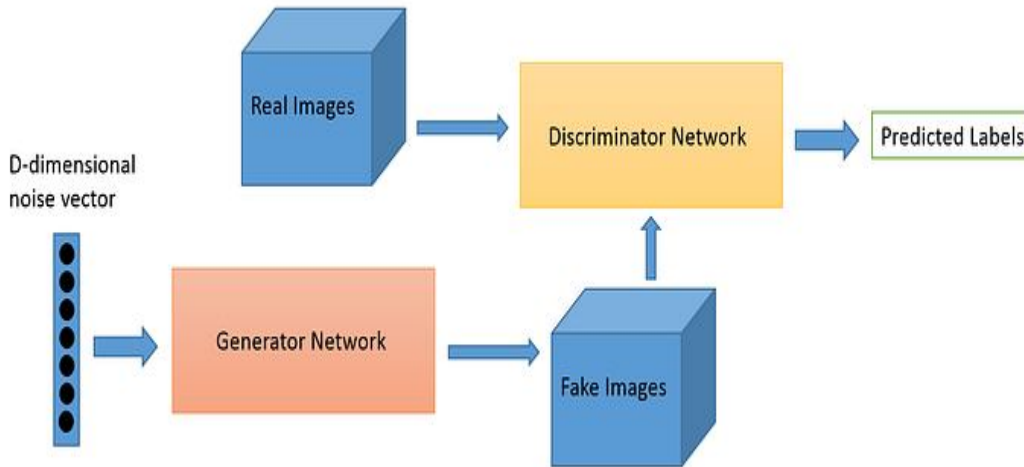 Real Images
Discriminator Network
Predicted Labels
D-dimensional
noise vector
Generator Network
Fake Images